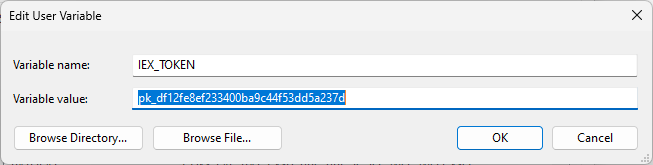 Edit User Variable
Variable name: IEX_TOKEN
Variable value: pk_df12fe8ef233400ba9c44f53dd5a237d
Browse Directory... Browse File... OK Cancel